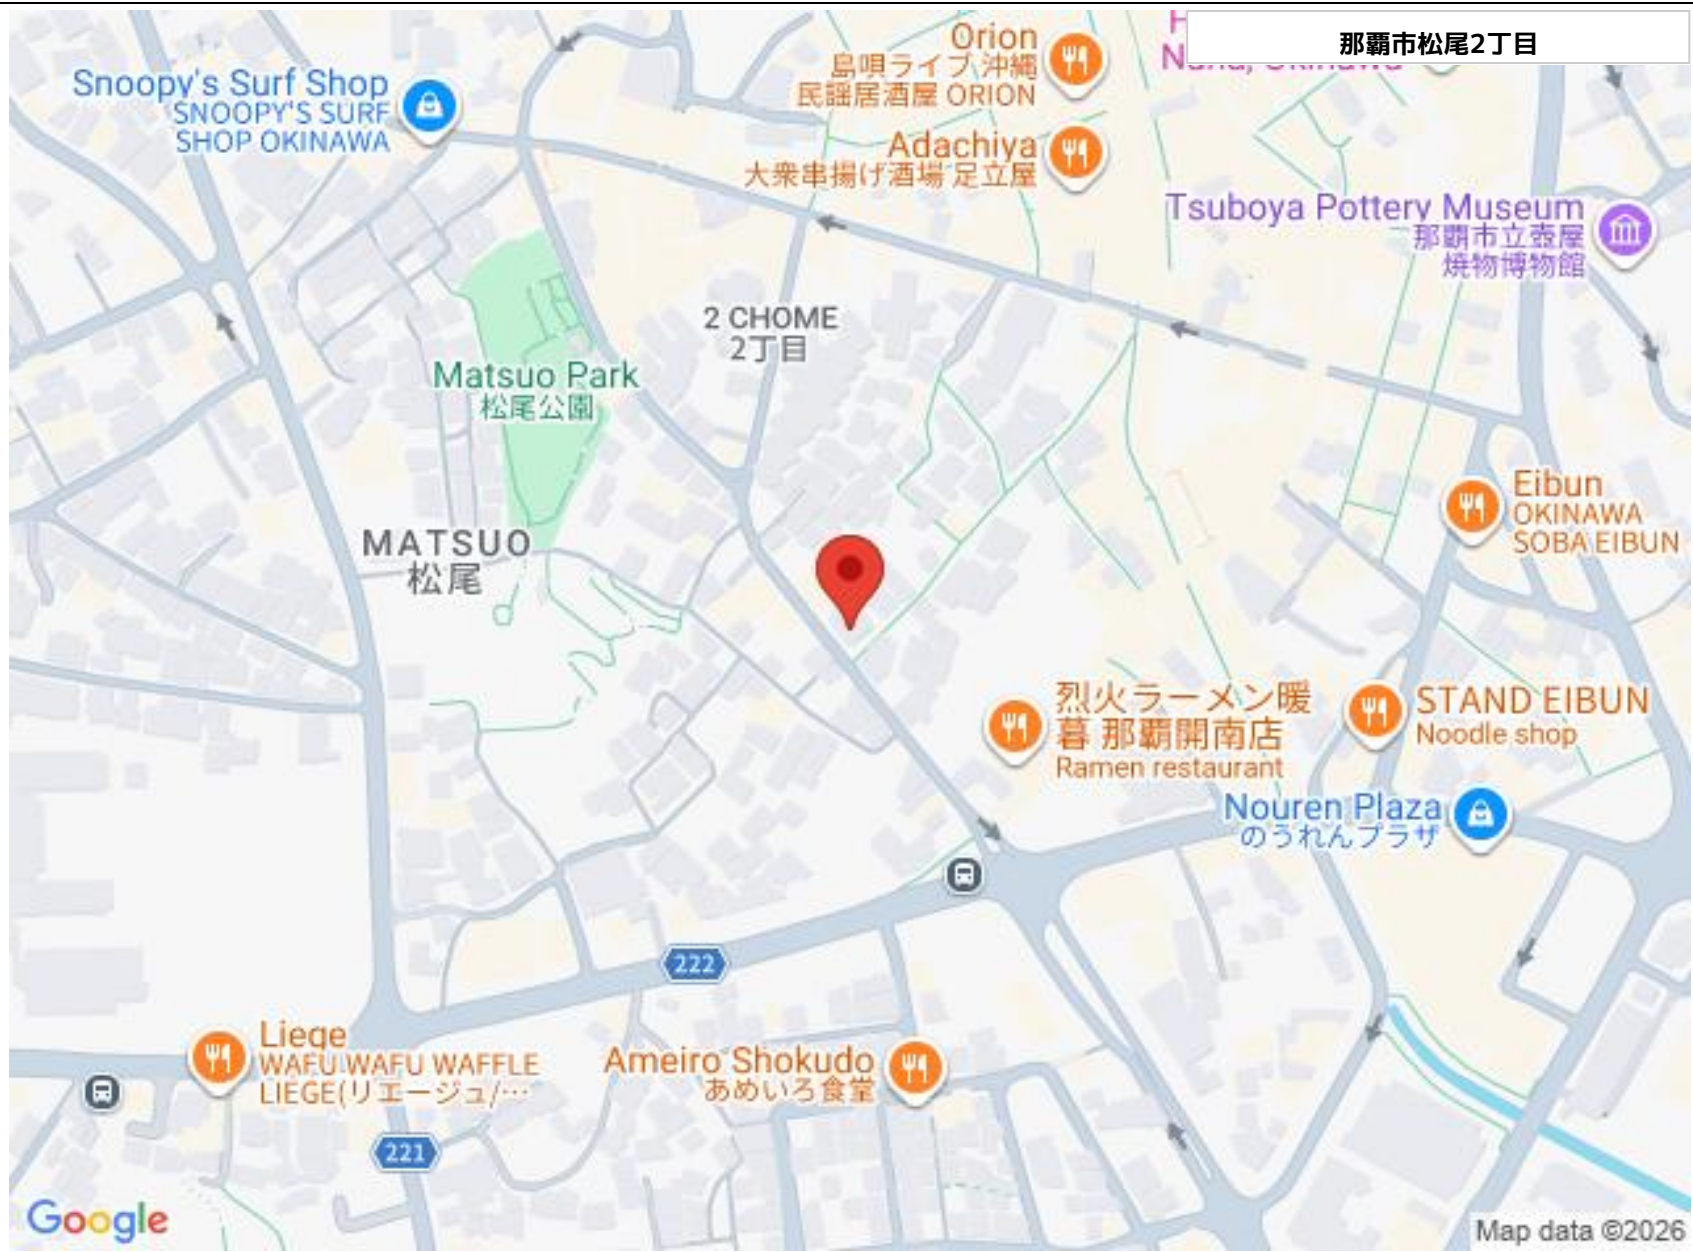 那覇市松尾2丁目
Orion
島唄ライブ 沖縄
民謡居酒屋 ORION
Snoopy's Surf Shop
SNOOPY'S SURF
SHOP OKINAWA
Adachiya
大衆串揚げ酒場 足立屋
Tsuboya Pottery Museum
那覇市立壺屋
焼物博物館
2 CHOME
2丁目
Matsuo Park
松尾公園
Eibun
OKINAWA
SOBA EIBUN
MATSUO
松尾
烈火ラーメン暖
暮 那覇開南店
Ramen restaurant
STAND EIBUN
Noodle shop
Nouren Plaza
のうれんプラザ
222
Liege
WAFU WAFU WAFFLE
LIEGE(リエージュ/…
Ameiro Shokudo
あめいろ食堂
221
Google
Map data ©2026